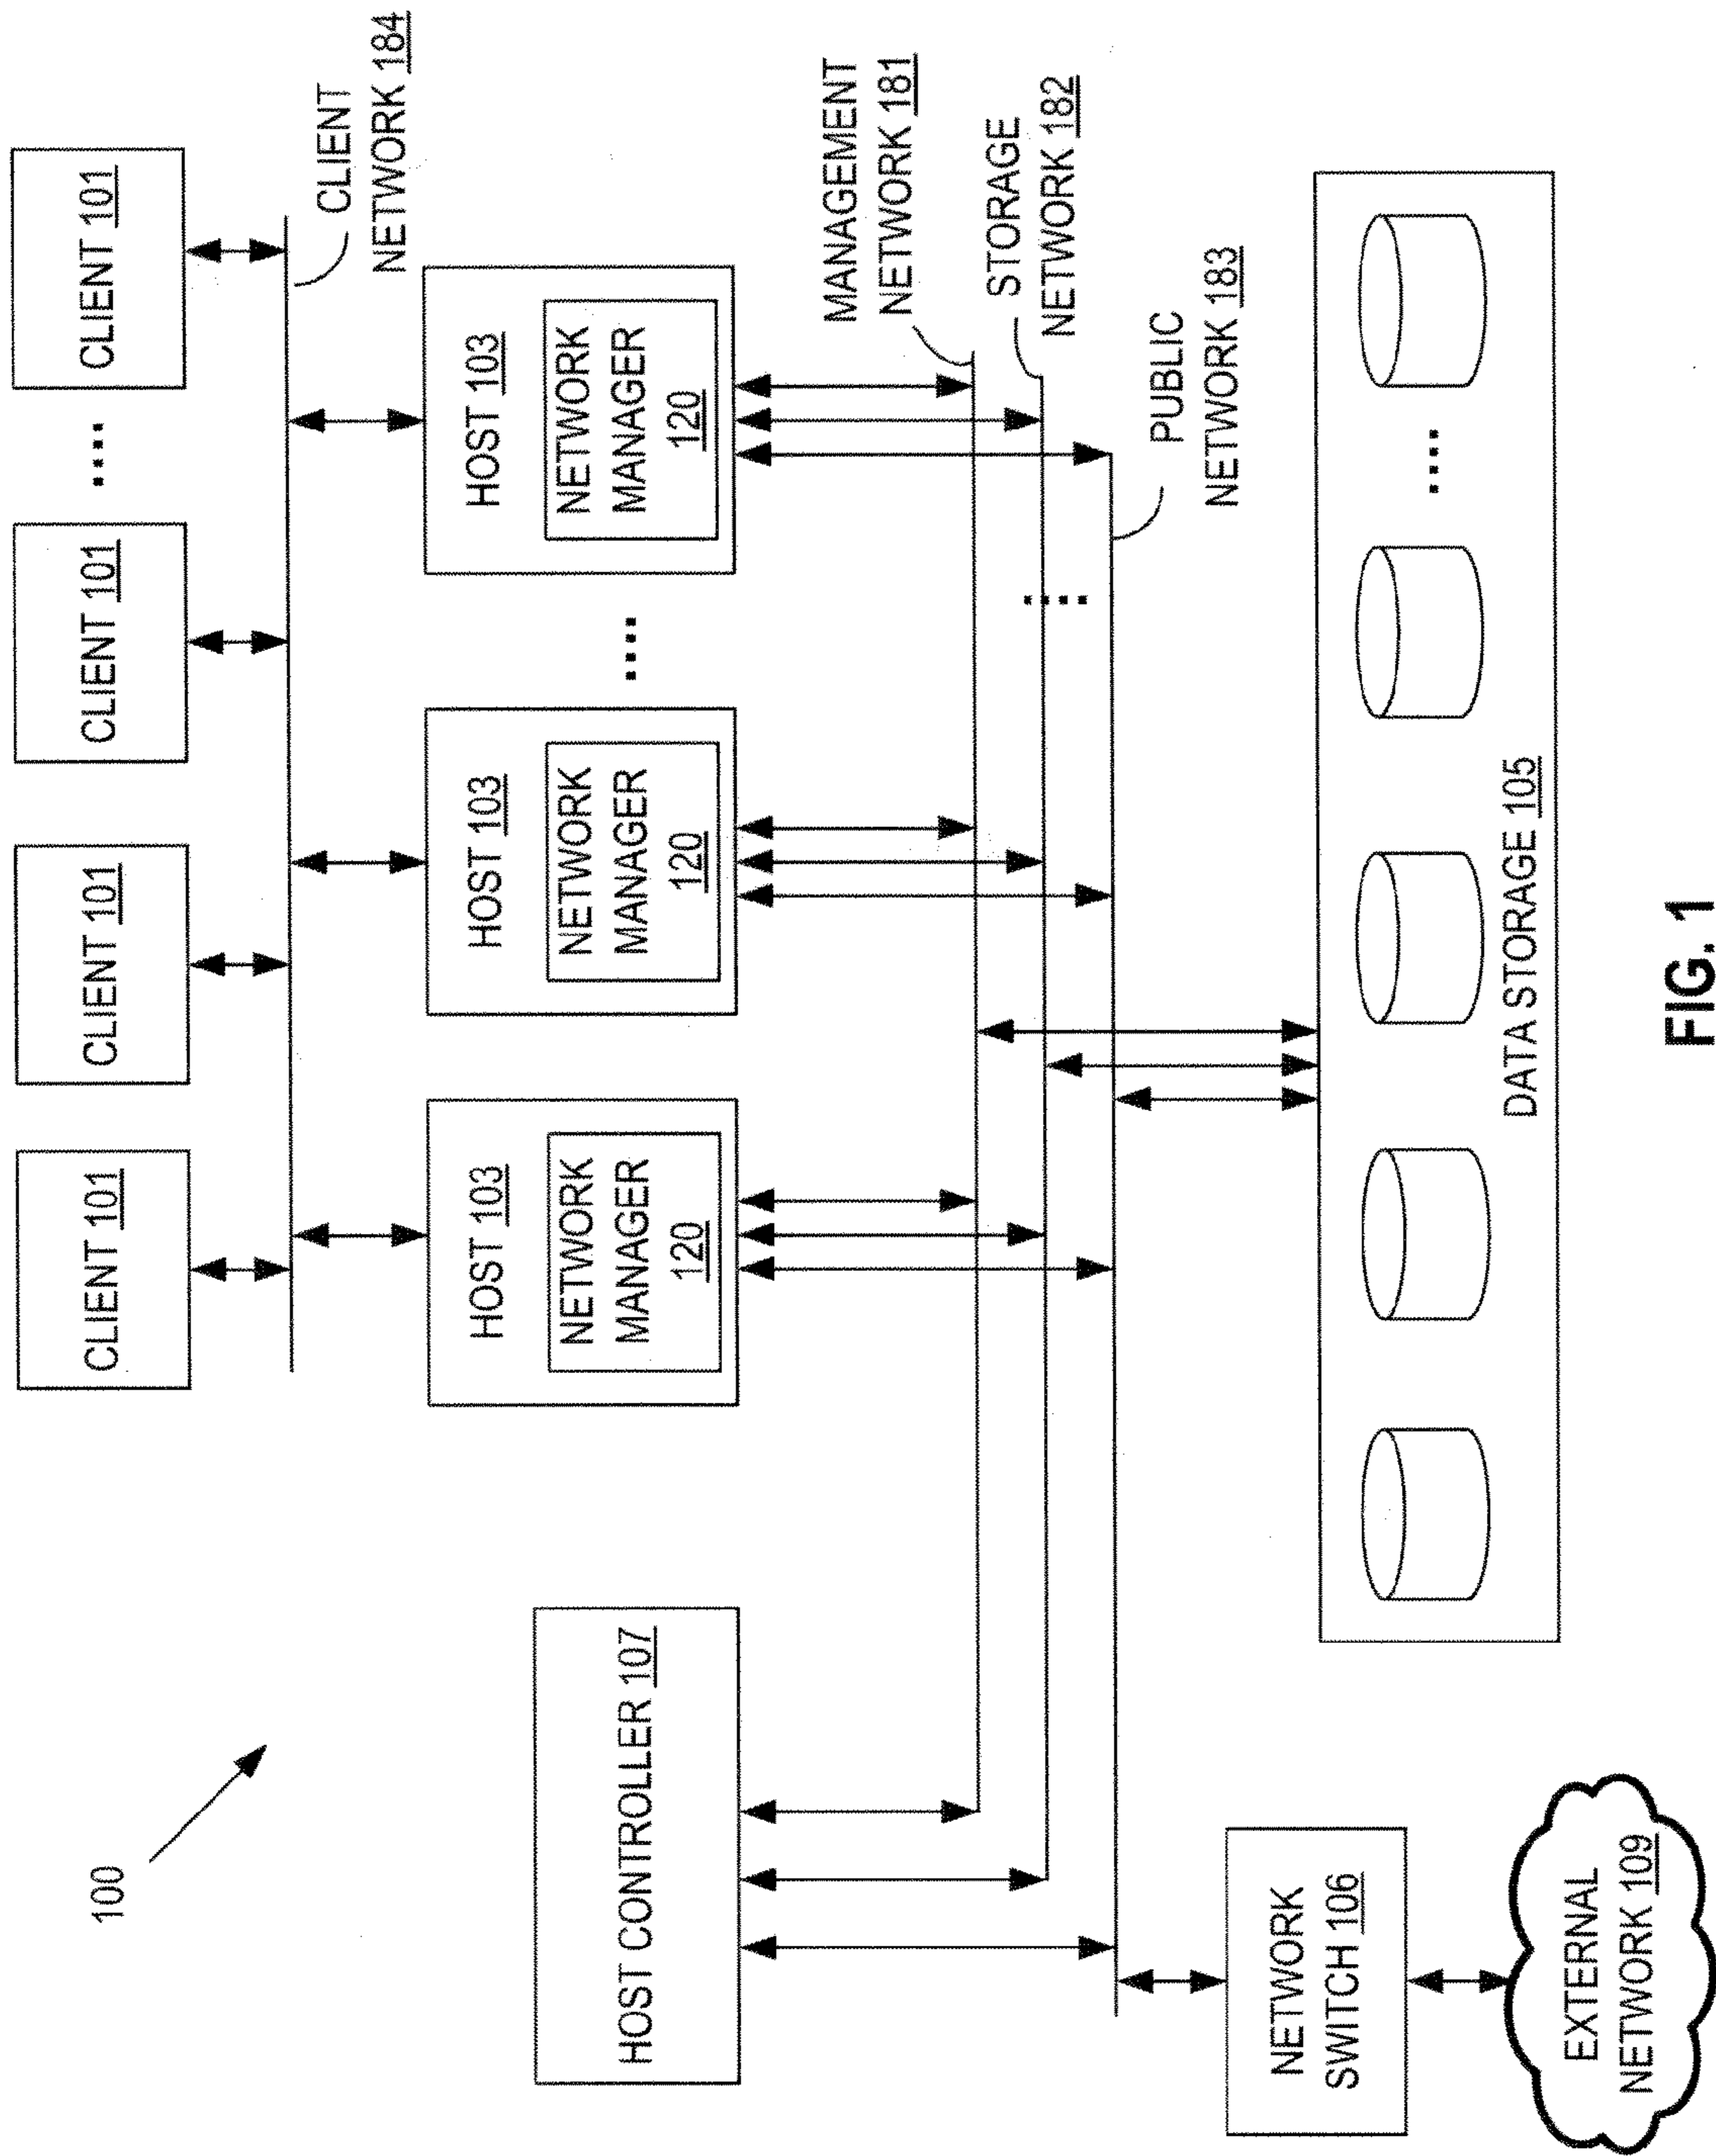 100
CLIENT 101
CLIENT 101
CLIENT 101
CLIENT 101
....
CLIENT
NETWORK 184
HOST CONTROLLER 107
HOST 103
NETWORK
MANAGER
120
HOST 103
NETWORK
MANAGER
120
....
HOST 103
NETWORK
MANAGER
120
MANAGEMENT
NETWORK 181
STORAGE
NETWORK 182
....
PUBLIC
NETWORK 183
NETWORK
SWITCH 106
EXTERNAL
NETWORK 109
....
DATA STORAGE 105
FIG. 1